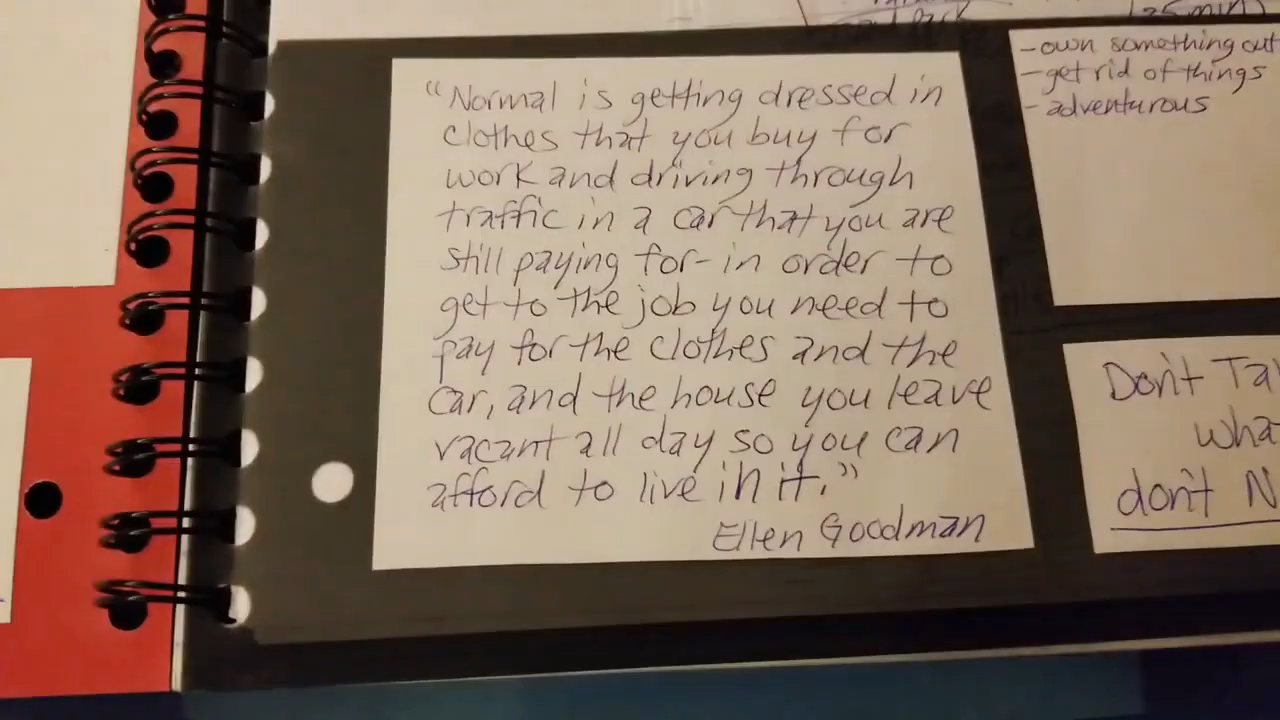 (25 min)
"Normal is getting dressed in
clothes that you buy for
work and driving through
traffic in a car that you are
still paying for- in order to
get to the job you need to
pay for the clothes and the
car, and the house you leave
vacant all day so you can
afford to live in it."
Ellen Goodman
-own something out
-get rid of things
- adventurous
Don't Ta
wha
don't N